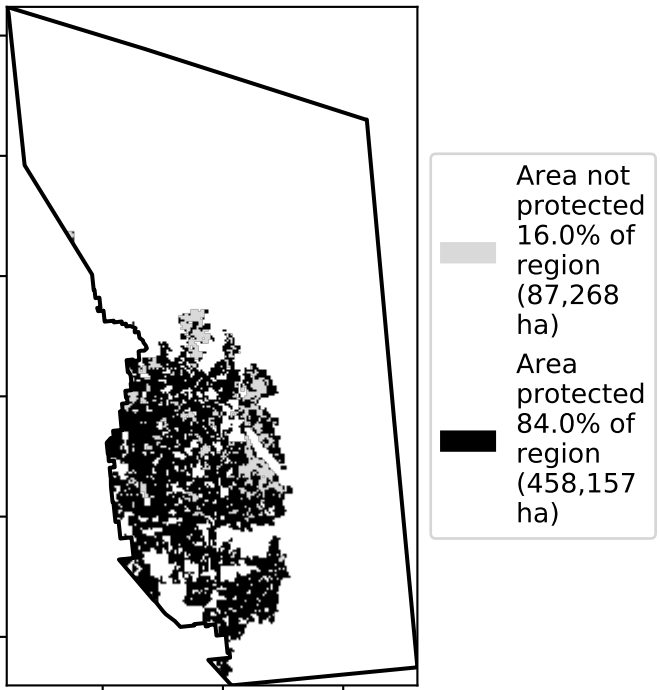 Area not
protected
16.0% of
region
(87,268
ha)
Area
protected
84.0% of
region
(458,157
ha)